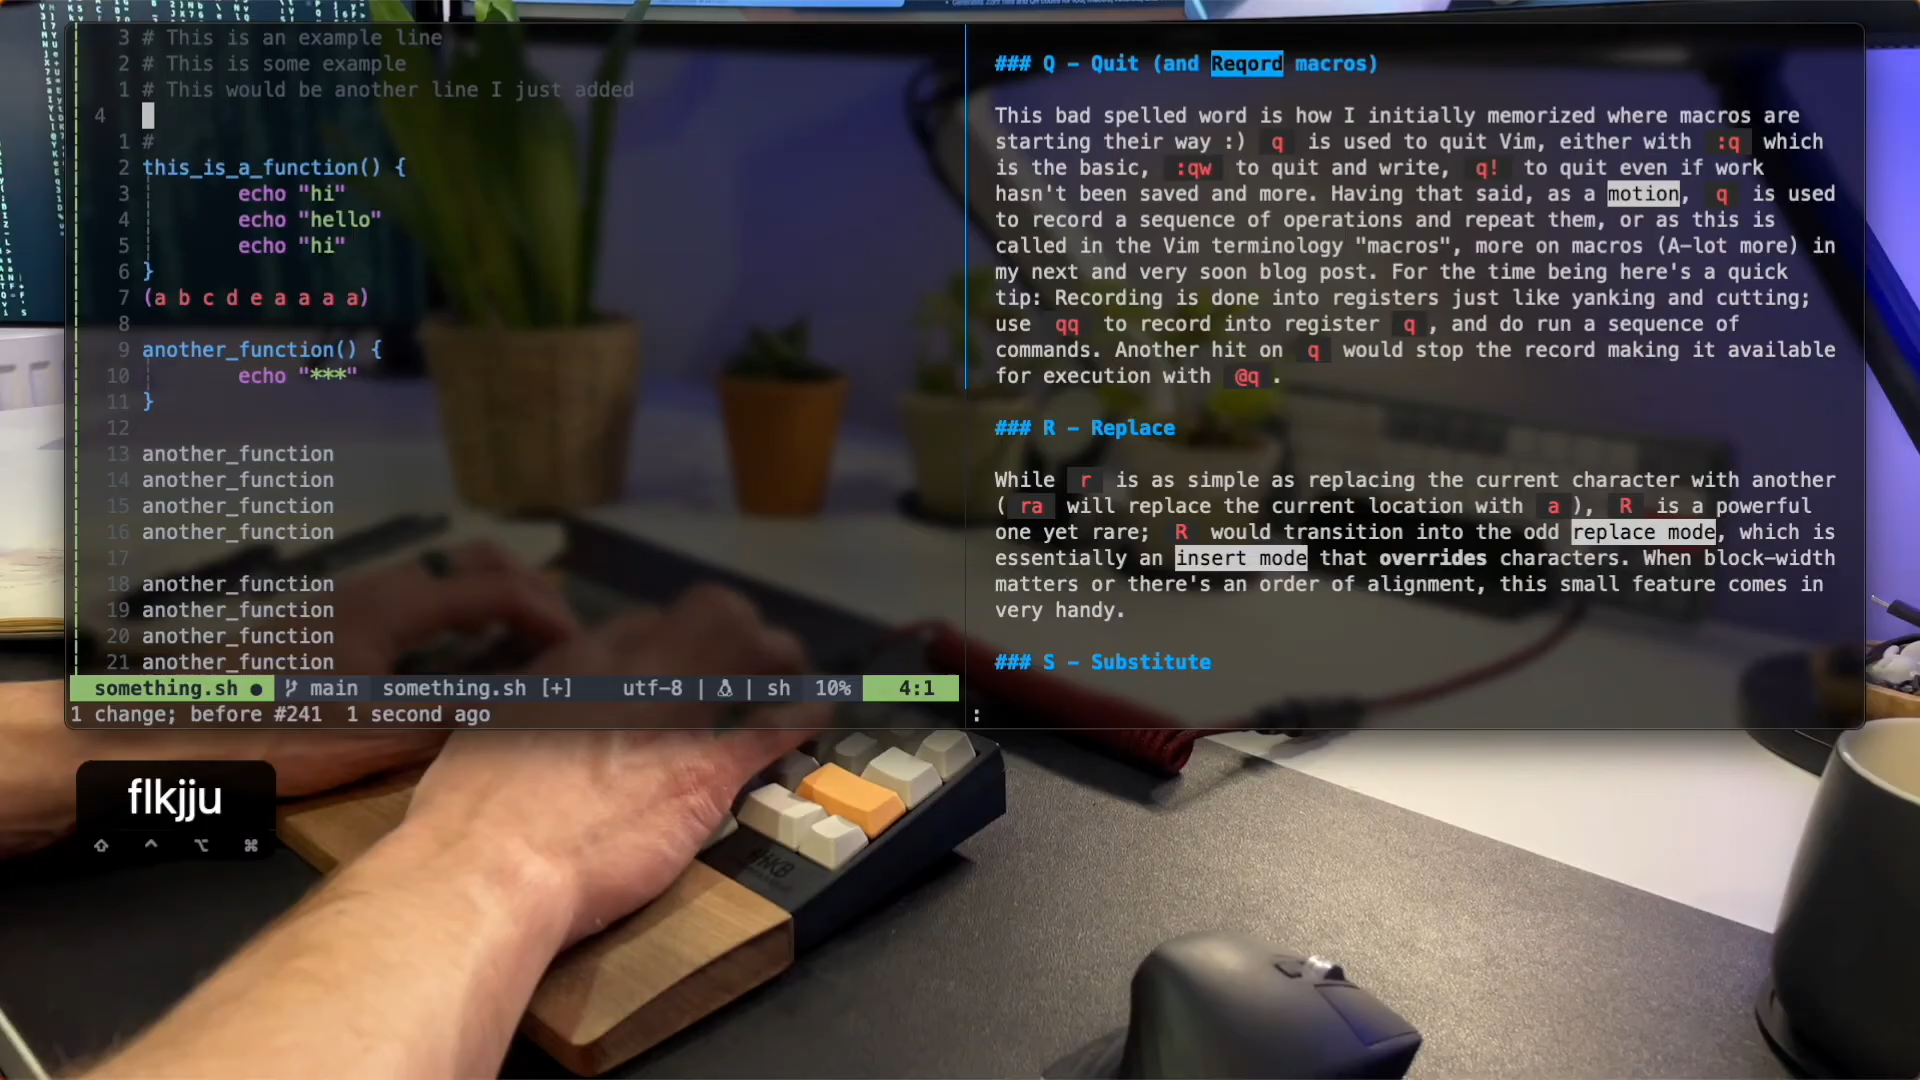 3 # This is an example line
2 # This is some example
1 # This would be another line I just added
4
1 #
2 this_is_a_function() {
3 echo "hi"
4 echo "hello"
5 echo "hi"
6 }
7 (a b c d e a a a a)
8
9 another_function() {
10 echo "***"
11 }
12
13 another_function
14 another_function
15 another_function
16 another_function
17
18 another_function
19 another_function
20 another_function
21 another_function
something.sh ● main something.sh [+] utf-8 | | sh 10% 4:1
1 change; before #241 1 second ago
### Q – Quit (and Reqord macros)
This bad spelled word is how I initially memorized where macros are
starting their way :) q is used to quit Vim, either with :q which
is the basic, :qw to quit and write, q! to quit even if work
hasn't been saved and more. Having that said, as a motion, q is used
to record a sequence of operations and repeat them, or as this is
called in the Vim terminology "macros", more on macros (A-lot more) in
my next and very soon blog post. For the time being here's a quick
tip: Recording is done into registers just like yanking and cutting;
use qq to record into register q, and do run a sequence of
commands. Another hit on q would stop the record making it available
for execution with @q.
### R – Replace
While r is as simple as replacing the current character with another
( ra will replace the current location with a ), R is a powerful
one yet rare; R would transition into the odd replace mode, which is
essentially an insert mode that overrides characters. When block-width
matters or there's an order of alignment, this small feature comes in
very handy.
### S – Substitute
:
flkjju
⇧ ^ ⌥ ⌘
HKB